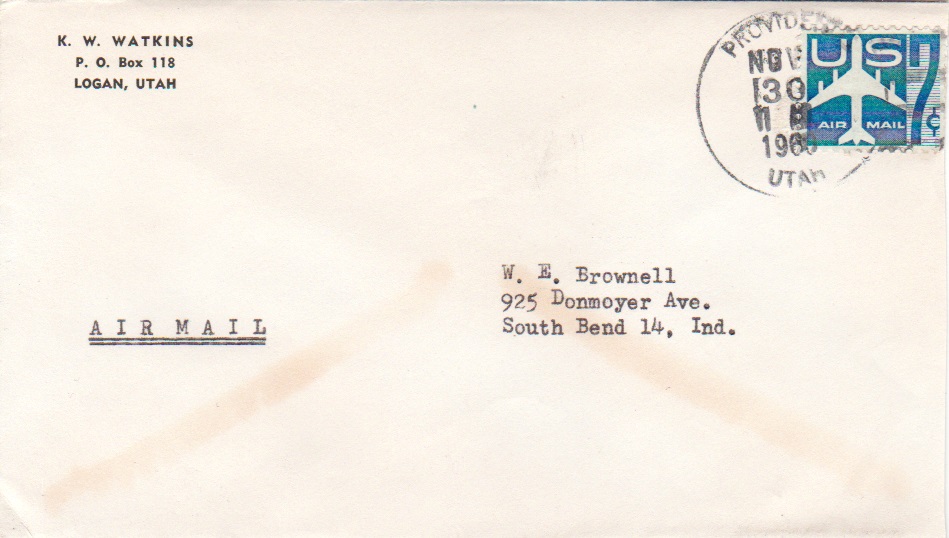 K. W. WATKINS
P. O. Box 118
LOGAN, UTAH
NOV
30
UTAH
US 7¢
AIR MAIL
W. E. Brownell
925 Donmoyer Ave.
South Bend 14, Ind.
AIR MAIL